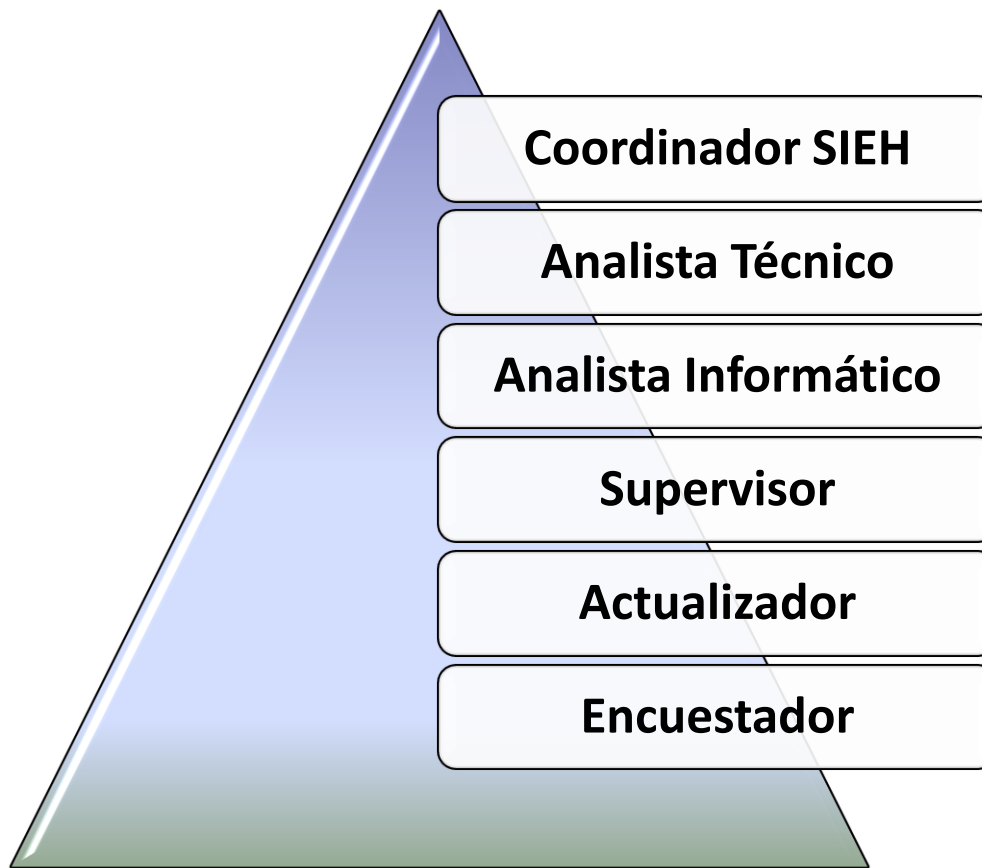 Coordinador SIEH
Analista Técnico
Analista Informático
Supervisor
Actualizador
Encuestador